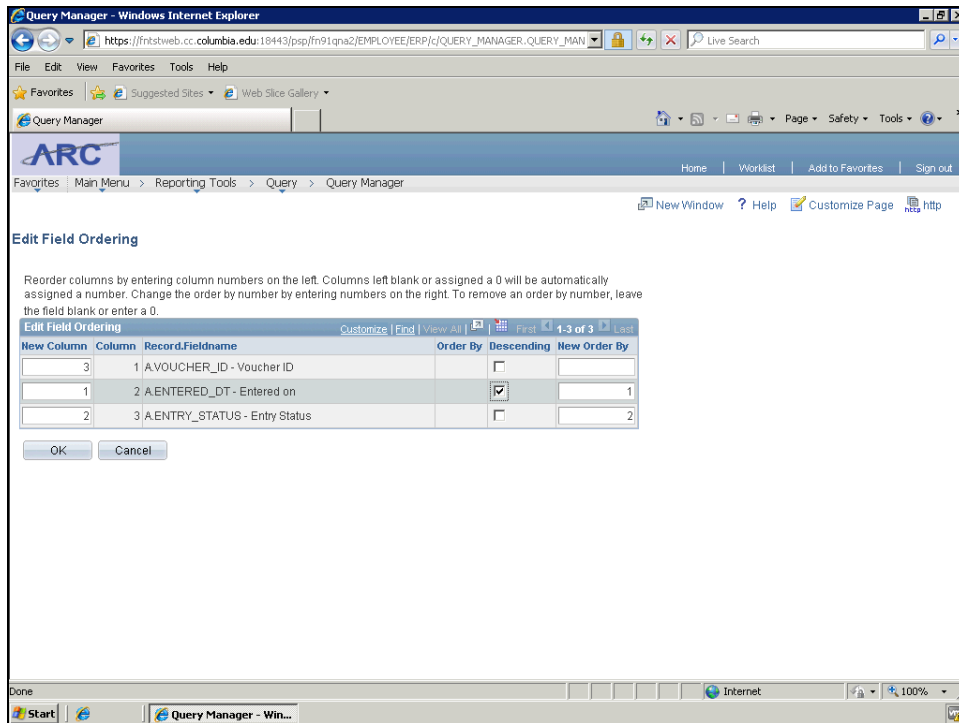 Query Manager - Windows Internet Explorer
https://fntstweb.cc.columbia.edu:18443/psp/fn91qna2/EMPLOYEE/ERP/c/QUERY_MANAGER.QUERY_MAN
Live Search
File Edit View Favorites Tools Help
Favorites Suggested Sites Web Slice Gallery
Query Manager
Page Safety Tools
ARC
Home | Worklist | Add to Favorites | Sign out
Favorites Main Menu > Reporting Tools > Query > Query Manager
New Window ? Help Customize Page http
Edit Field Ordering
Reorder columns by entering column numbers on the left. Columns left blank or assigned a 0 will be automatically
assigned a number. Change the order by number by entering numbers on the right. To remove an order by number, leave
the field blank or enter a 0.
Edit Field Ordering Customize | Find | View All | | First 1-3 of 3 Last
New Column Column Record.Fieldname Order By Descending New Order By
3 1 A.VOUCHER_ID - Voucher ID
1 2 A.ENTERED_DT - Entered on 1
2 3 A.ENTRY_STATUS - Entry Status 2
OK Cancel
Done Internet 100%
Start Query Manager - Win...